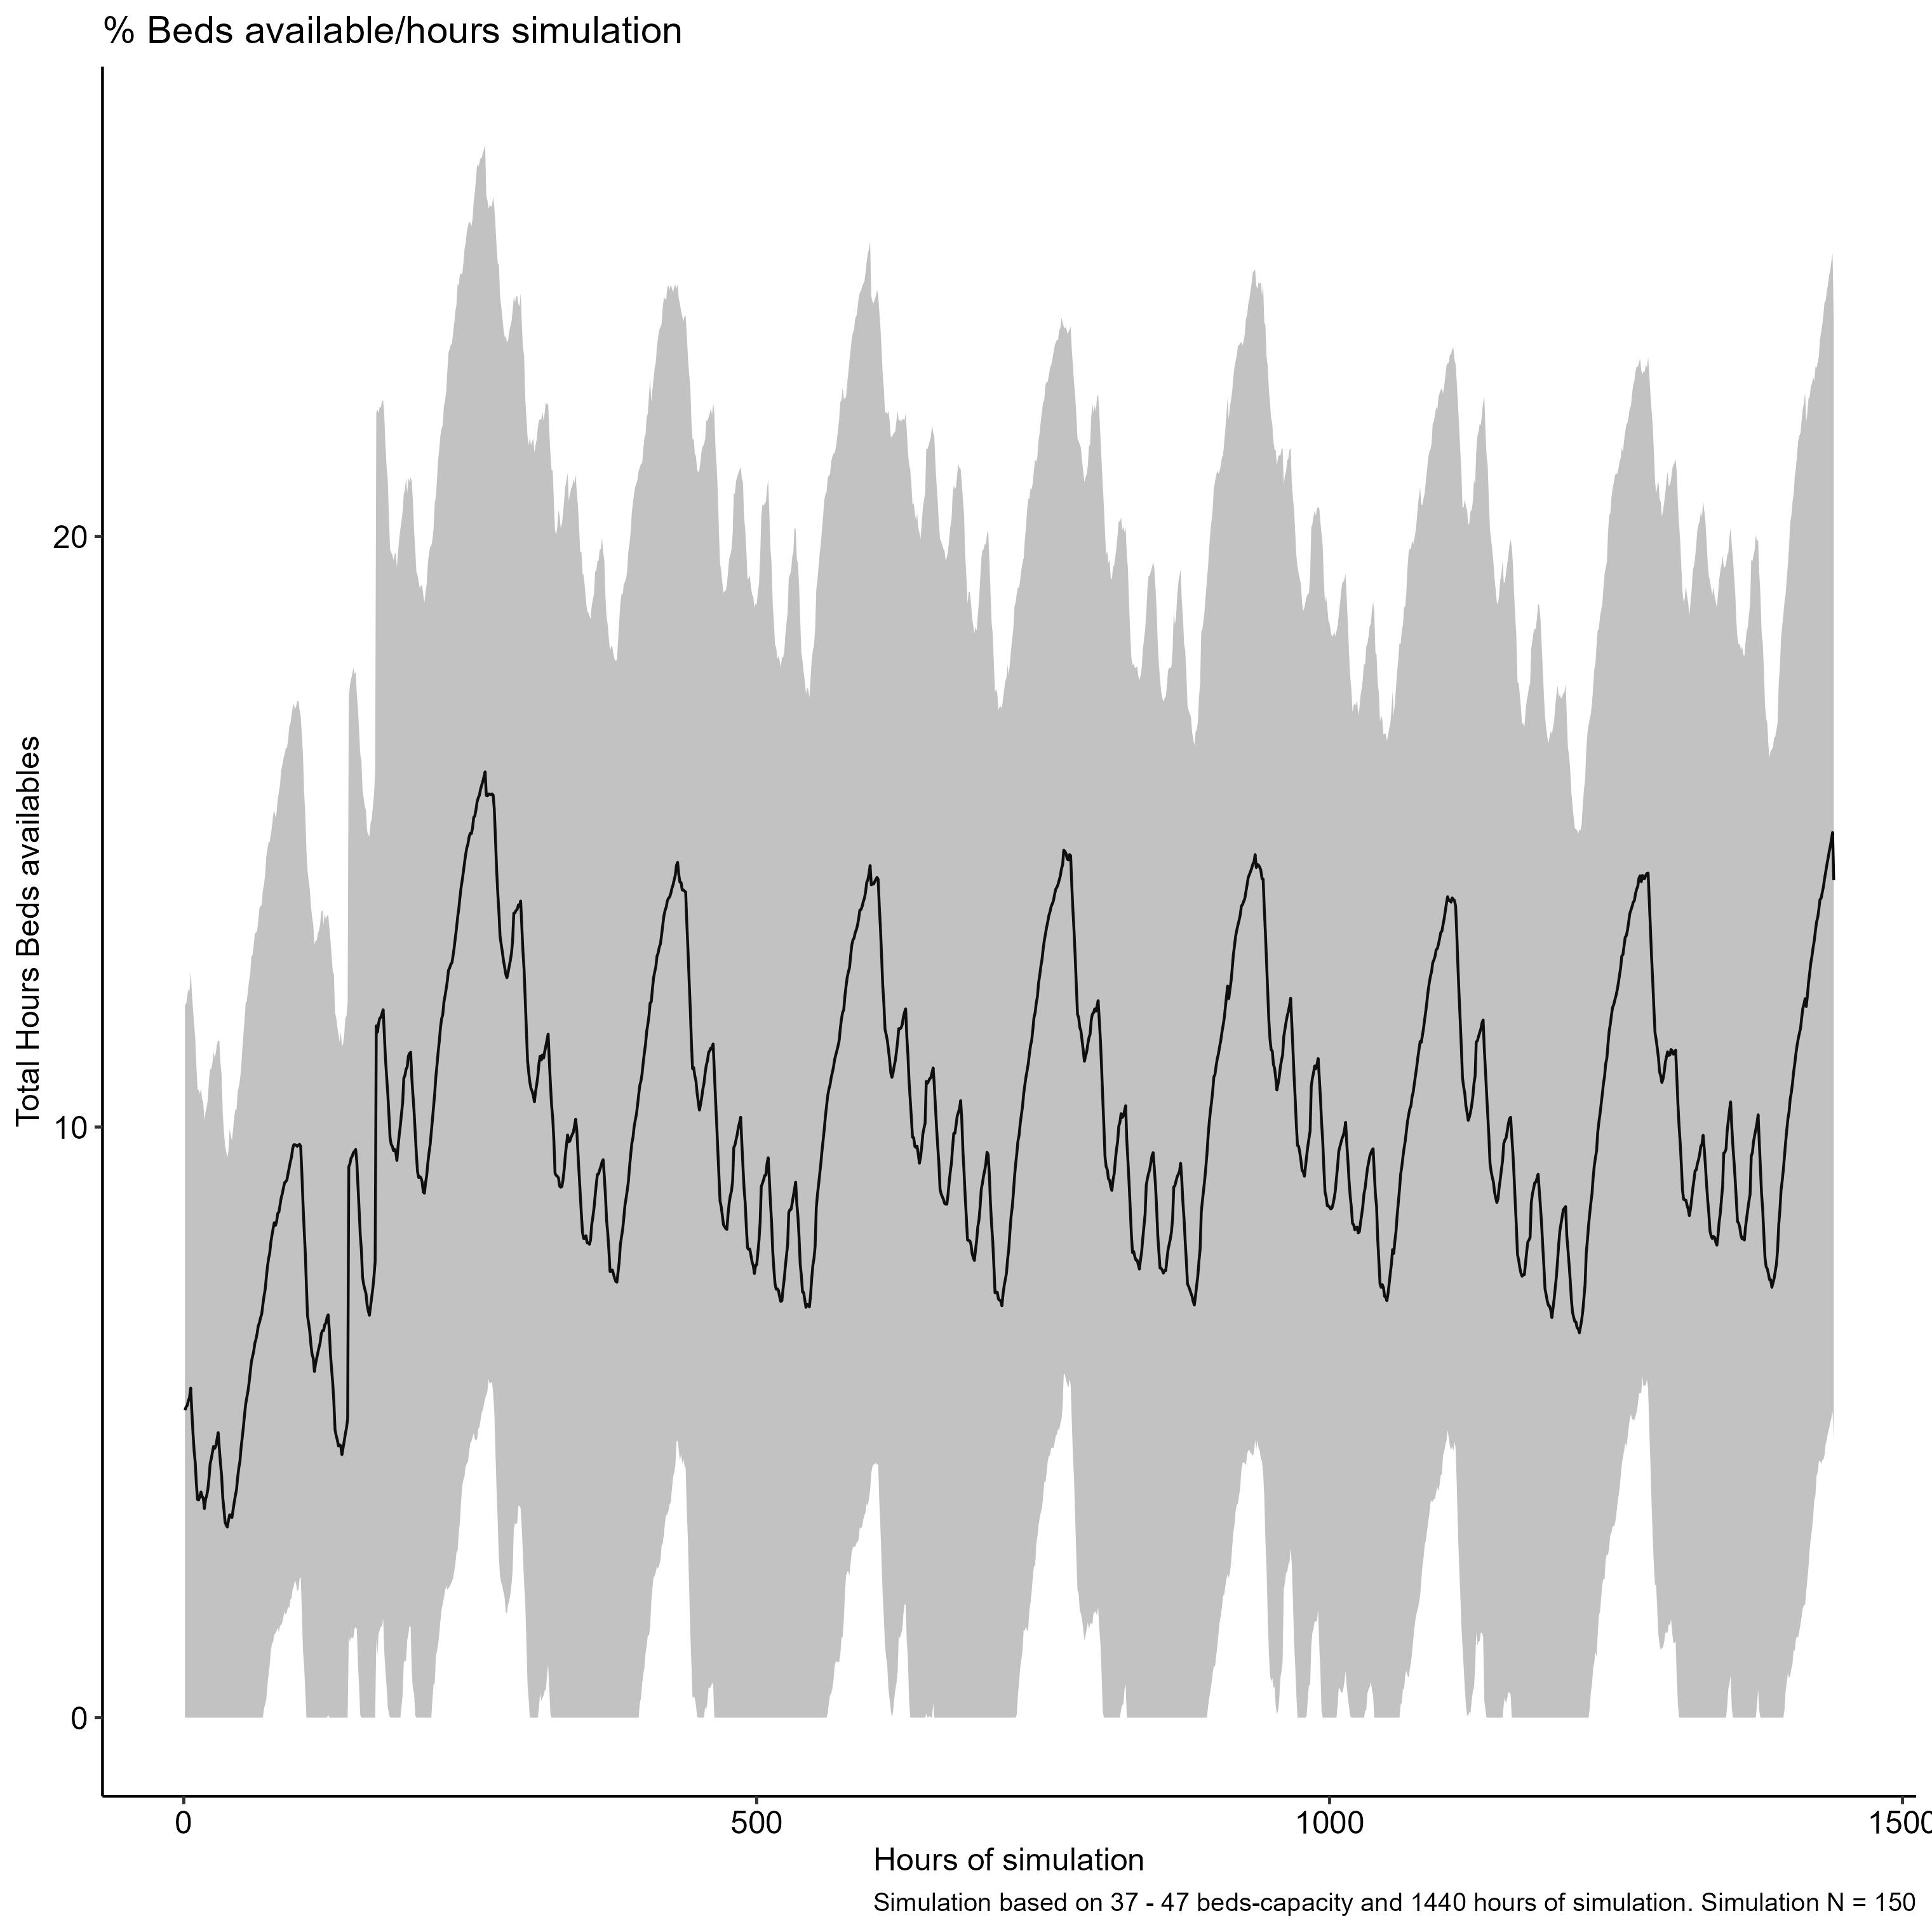 % Beds available/hours simulation
Total Hours Beds availables
20
10
0
0
500
1000
1500
Hours of simulation
Simulation based on 37 - 47 beds-capacity and 1440 hours of simulation. Simulation N = 150